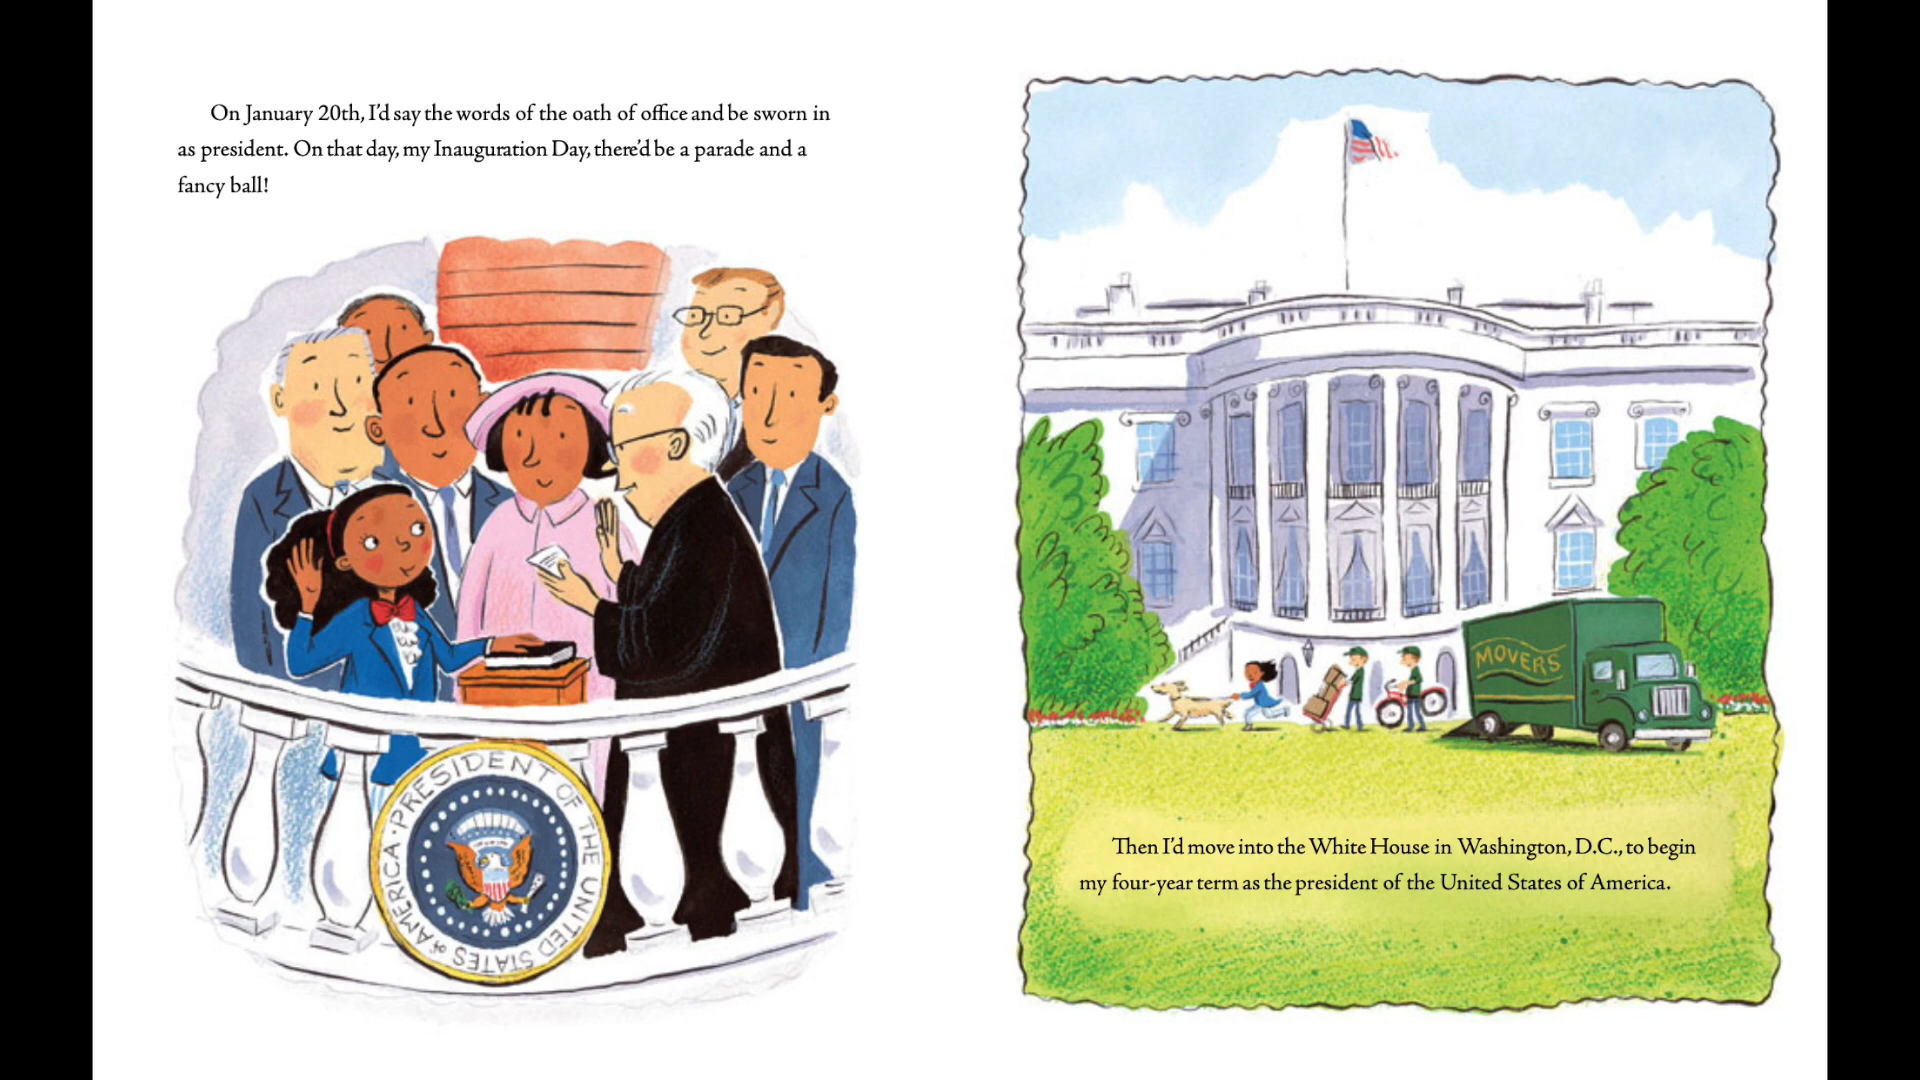 On January 20th, I'd say the words of the oath of office and be sworn in
as president. On that day, my Inauguration Day, there'd be a parade and a
fancy ball!
PRESIDENT OF THE UNITED STATES of AMERICA ·
MOVERS
Then I'd move into the White House in Washington, D.C., to begin
my four-year term as the president of the United States of America.